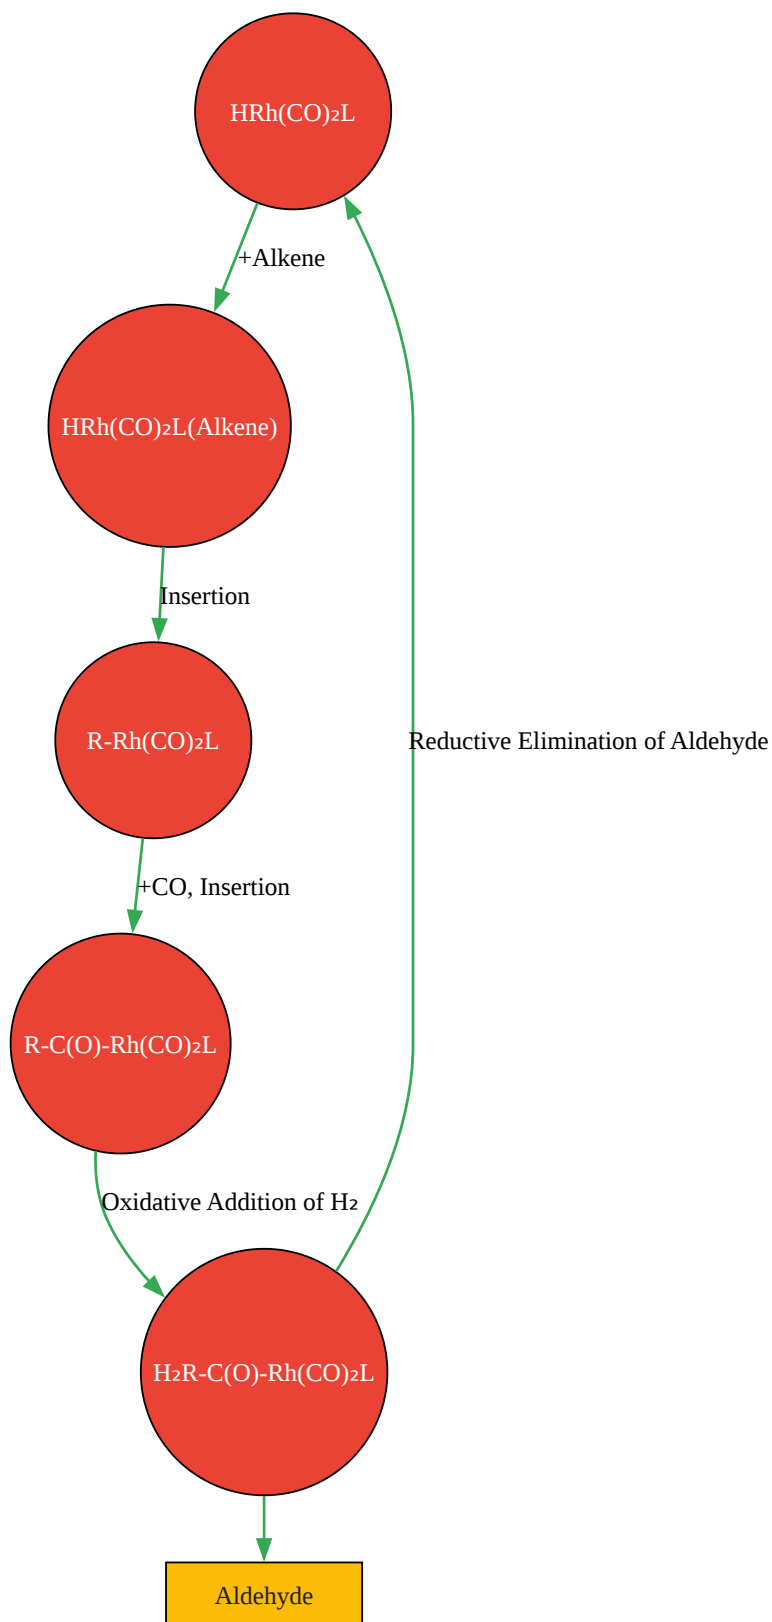 HRh(CO)₂L
+Alkene
HRh(CO)₂L(Alkene)
Insertion
R-Rh(CO)₂L
Reductive Elimination of Aldehyde
+CO, Insertion
R-C(O)-Rh(CO)₂L
Oxidative Addition of H₂
H₂R-C(O)-Rh(CO)₂L
Aldehyde